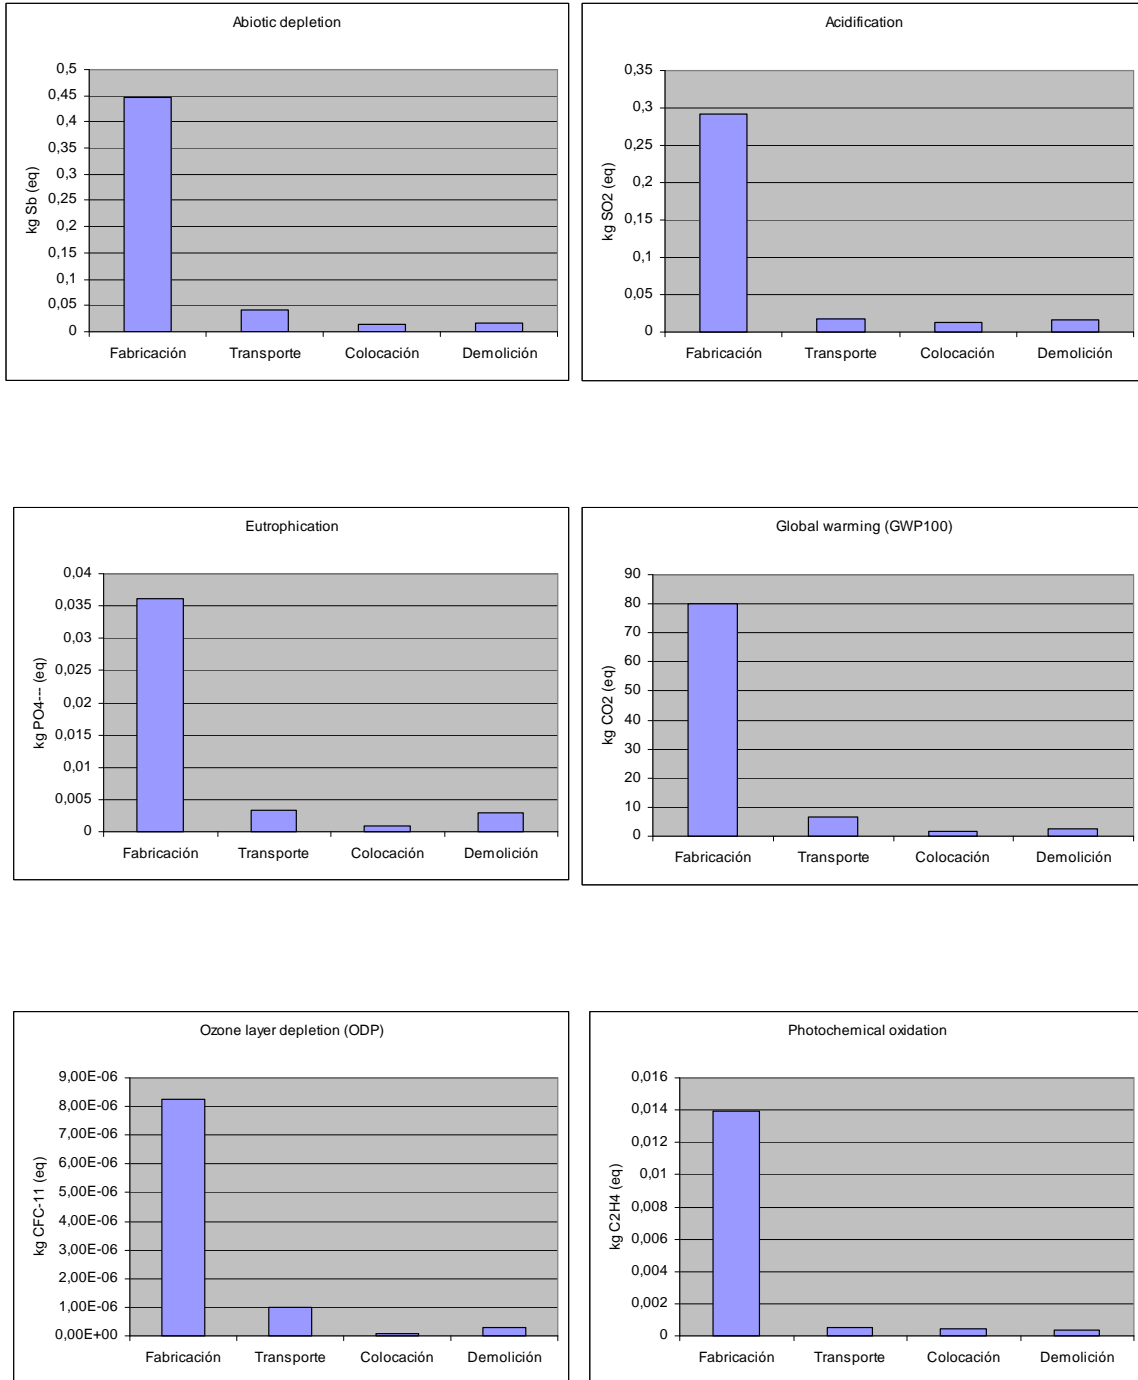 Abiotic depletion
0,5
0,45
0,4
0,35
0,3
0,25
0,2
0,15
0,1
0,05
0
kg Sb (eq)
Fabricación Transporte Colocación Demolición
Acidification
0,35
0,3
0,25
0,2
0,15
0,1
0,05
0
kg SO2 (eq)
Fabricación Transporte Colocación Demolición
Eutrophication
0,04
0,035
0,03
0,025
0,02
0,015
0,01
0,005
0
kg PO4--- (eq)
Fabricación Transporte Colocación Demolición
Global warming (GWP100)
90
80
70
60
50
40
30
20
10
0
kg CO2 (eq)
Fabricación Transporte Colocación Demolición
Ozone layer depletion (ODP)
9,00E-06
8,00E-06
7,00E-06
6,00E-06
5,00E-06
4,00E-06
3,00E-06
2,00E-06
1,00E-06
0,00E+00
kg CFC-11 (eq)
Fabricación Transporte Colocación Demolición
Photochemical oxidation
0,016
0,014
0,012
0,01
0,008
0,006
0,004
0,002
0
kg C2H4 (eq)
Fabricación Transporte Colocación Demolición